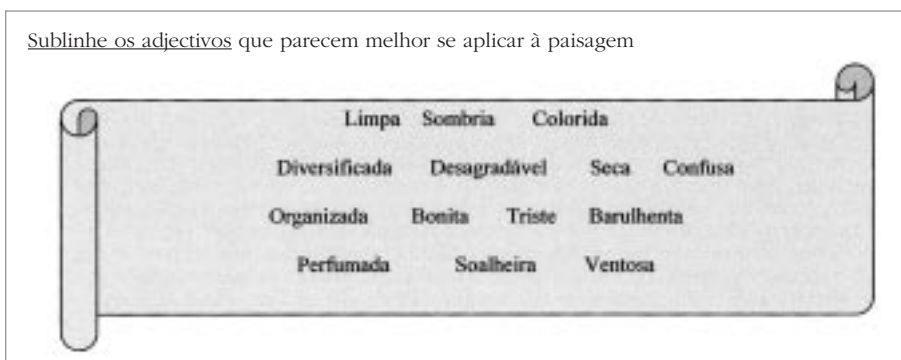 Sublinhe os adjectivos que parecem melhor se aplicar à paisagem
Limpa Sombria Colorida
Diversificada Desagradável Seca Confusa
Organizada Bonita Triste Barulhenta
Perfumada Soalheira Ventosa